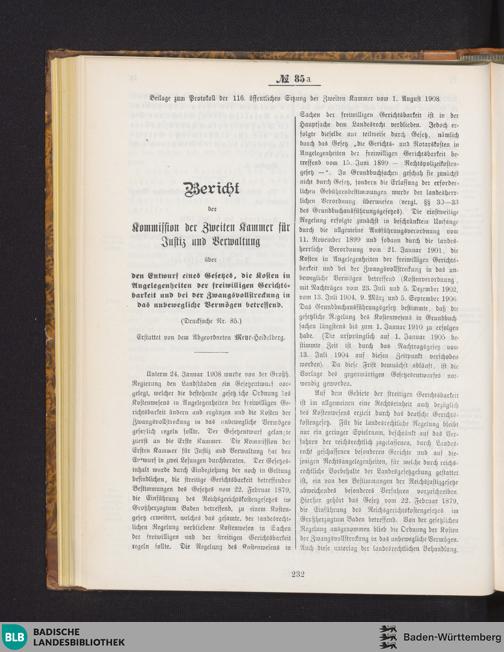 № 85a
Beilage zum Protokoll der 116. öffentlichen Sitzung der Zweiten Kammer vom 1. August 1908
Bericht
der
Kommission der Zweiten Kammer für
Justiz und Verwaltung
über
den Entwurf eines Gesetzes, die Kosten in
Angelegenheiten der freiwilligen Gerichts-
barkeit und bei der Zwangsvollstreckung in
das unbewegliche Vermögen betreffend.
(Drucksache Nr. 85.)
Erstattet von dem Abgeordneten Heidelberg.
Unterm 24. Januar 1908 wurde von der Großh.
Regierung den Landständen ein Gesetzentwurf vor-
gelegt, welcher die bestehende gesetzliche Ordnung des
Kostenwesens in Angelegenheiten der freiwilligen Ge-
richtsbarkeit ändern und ergänzen und die Kosten der
Zwangsvollstreckung in das unbewegliche Vermögen
gesetzlich regeln sollte. Der Gesetzentwurf gelangte
zuerst an die Erste Kammer. Die Kommission der
Ersten Kammer für Justiz und Verwaltung hat den
Entwurf in zwei Lesungen durchberaten. Der Gesetzes-
inhalt wurde durch Einbeziehung der noch in Geltung
befindlichen, die streitige Gerichtsbarkeit betreffenden
Bestimmungen des Gesetzes vom 22. Februar 1879,
die Einführung des Reichsgerichtskostengesetzes im
Großherzogtum Baden betreffend, zu einem Kosten-
gesetz erweitert, welches das gesamte, der landesrecht-
lichen Regelung verbliebene Kostenwesen in Sachen
der freiwilligen und der streitigen Gerichtsbarkeit
regeln sollte. Die Regelung des Kostenwesens in
Sachen der freiwilligen Gerichtsbarkeit ist in der
Hauptsache dem Landesrecht verblieben. Jedoch er-
folgte dieselbe nur teilweise durch Gesetz, nämlich
durch das Gesetz „die Gerichts- und Notarskosten in
Angelegenheiten der freiwilligen Gerichtsbarkeit be-
treffend vom 15. Juni 1899 — Rechtspolizeikosten-
gesetz —“. In Grundbuchsachen geschah sie zunächst
nicht durch Gesetz, sondern die Erlassung der erforder-
lichen Gebührenbestimmungen wurde der landesherr-
lichen Verordnung überwiesen (vergl. §§ 30—33
des Grundbuchausführungsgesetzes). Die einstweilige
Regelung erfolgte zunächst in beschränktem Umfange
durch die allgemeine Ausführungsverordnung vom
11. November 1899 und sodann durch die landes-
herrliche Verordnung vom 21. Januar 1901, die
Kosten in Angelegenheiten der freiwilligen Gerichts-
barkeit und bei der Zwangsvollstreckung in das un-
bewegliche Vermögen betreffend (Kostenverordnung,
mit Nachträgen vom 23. Juli und 5. Dezember 1902,
vom 13. Juli 1904, 9. März und 5. September 1906.
Das Grundbuchausführungsgesetz bestimmte, daß die
gesetzliche Regelung des Kostenwesens in Grundbuch-
sachen längstens bis zum 1. Januar 1910 zu erfolgen
habe. (Die ursprünglich auf 1. Januar 1905 be-
stimmte Zeit ist durch das Nachtragsgesetz vom
13. Juli 1904 auf diesen Zeitpunkt verschoben
worden). Da diese Frist demnächst abläuft, ist die
Vorlage des gegenwärtigen Gesetzesentwurfes not-
wendig geworden.
Auf dem Gebiete der streitigen Gerichtsbarkeit
ist im allgemeinen eine Rechtseinheit auch bezüglich
des Kostenwesens erzielt durch das deutsche Gerichts-
kostengesetz. Für die landesrechtliche Regelung bleibt
nur ein geringer Spielraum, beschränkt auf das Ver-
fahren der reichsrechtlich zugelassenen, durch Landes-
recht geschaffenen besonderen Gerichte und auf die-
jenigen Rechtsangelegenheiten, für welche durch reichs-
rechtliche Vorbehalte der Landesgesetzgebung gestattet
ist, ein von den Bestimmungen der Reichsjustizgesetze
abweichendes besonderes Verfahren vorzuschreiben.
Hierher gehört das Gesetz vom 22. Februar 1879,
die Einführung des Reichsgerichtskostengesetzes im
Großherzogtum Baden betreffend. Von der gesetzlichen
Regelung ausgenommen blieb die Ordnung der Kosten
der Zwangsvollstreckung in das unbewegliche Vermögen.
Auch diese unterlag der landesrechtlichen Behandlung.
232
BLB BADISCHE
LANDESBIBLIOTHEK
Baden-Württemberg